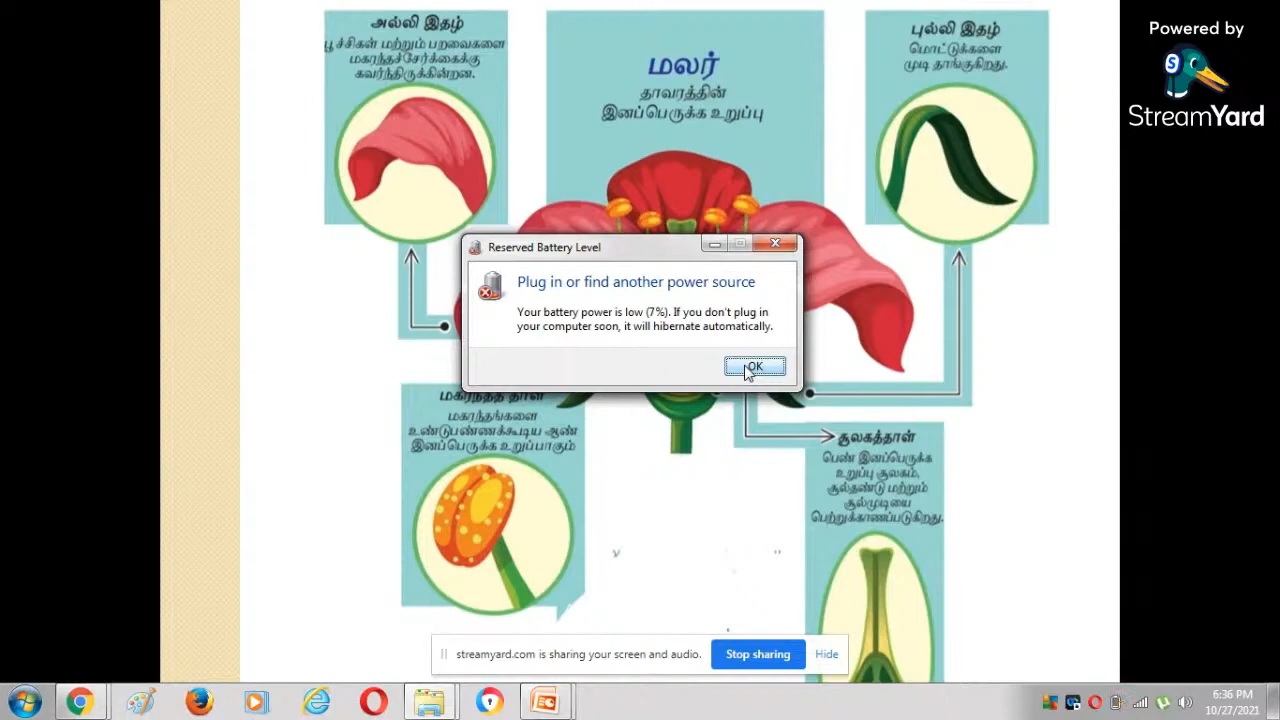 அல்லி இதழ்
பூச்சிகள் மற்றும் பறவைகளை
மகரந்தச்சேர்க்கைக்கு
கவர்ந்திருக்கின்றன.
மலர்
தாவரத்தின்
இனப்பெருக்க உறுப்பு
புல்லி இதழ்
மொட்டுக்களை
முடி தாங்குகிறது.
Powered by
StreamYard
Reserved Battery Level
Plug in or find another power source
Your battery power is low (7%). If you don't plug in
your computer soon, it will hibernate automatically.
OK
மகரந்தத் தாள்
மகரந்தங்களை
உண்டுபண்ணக்கூடிய ஆண்
இனப்பெருக்க உறுப்பாகும்
சூலகத்தாள்
பெண் இனப்பெருக்க
உறுப்பு சூலகம்,
சூல்தண்டு மற்றும்
சூல்முடியை
பெற்றுக்காணப்படுகிறது.
streamyard.com is sharing your screen and audio.
Stop sharing
Hide
6:36 PM
10/27/2021